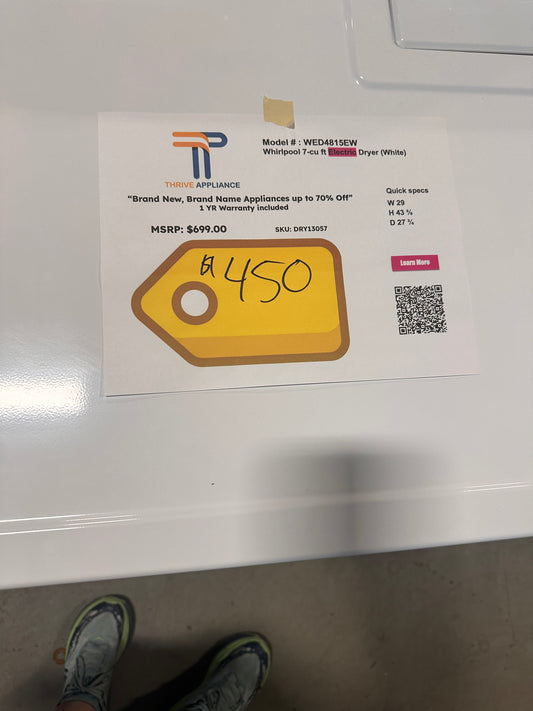 Model # : WED4815EW
Whirlpool 7-cu ft Electric Dryer (White)
THRIVE APPLIANCE
“Brand New, Brand Name Appliances up to 70% Off”
1 YR Warranty included
MSRP: $699.00
SKU: DRY13057
Quick specs
W 29
H 43 ⅜
D 27 ¾
Learn More
$450